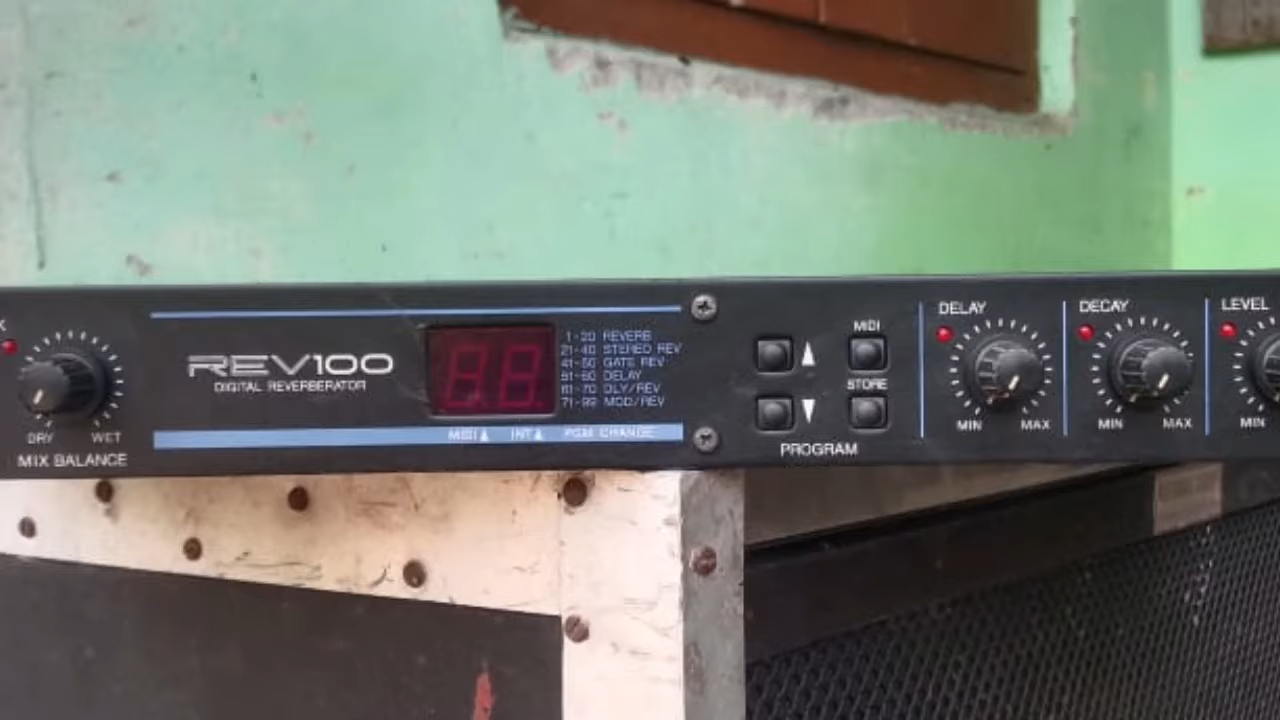 DRY WET
MIX BALANCE
REV100
DIGITAL REVERBERATOR
1-20 REVERB
21-40 STEREO REV
41-50 GATE REV
51-60 DELAY
61-70 DLY/REV
71-99 MOD/REV
MIDI INT PGM CHANGE
MIDI
STORE
PROGRAM
DELAY
MIN MAX
DECAY
MIN MAX
LEVEL
MIN